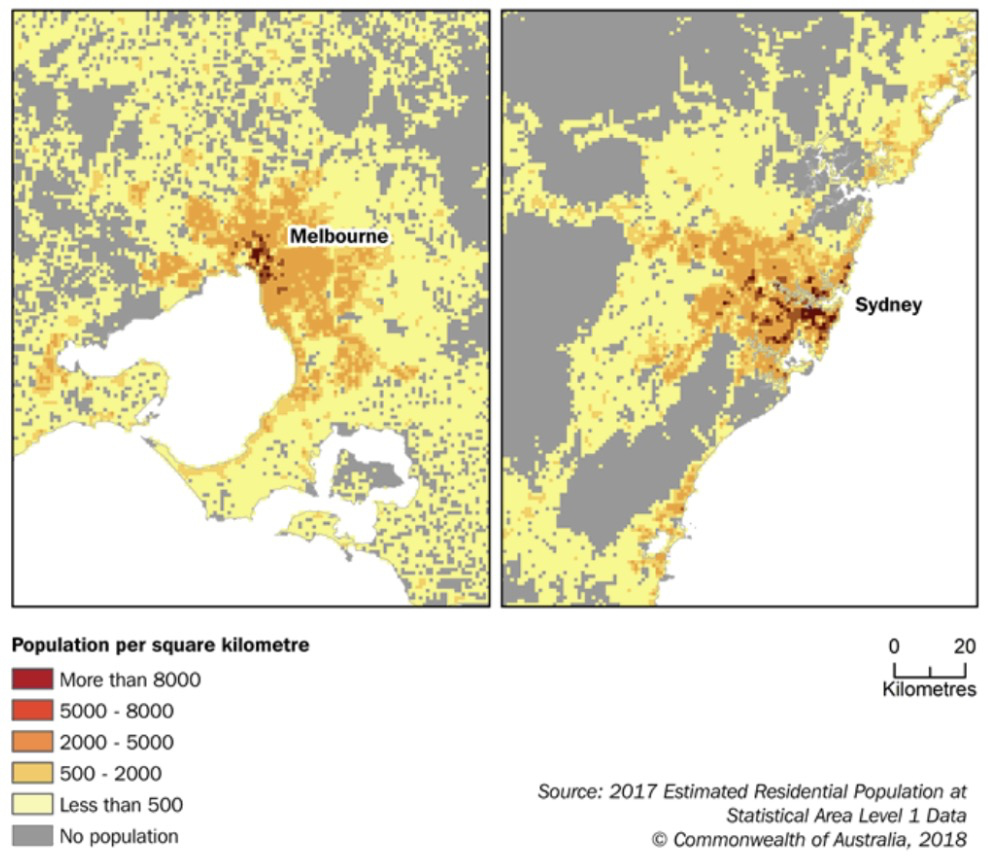 Melbourne
Sydney
Population per square kilometre
More than 8000
5000 - 8000
2000 - 5000
500 - 2000
Less than 500
No population
0 20
Kilometres
Source: 2017 Estimated Residential Population at
Statistical Area Level 1 Data
© Commonwealth of Australia, 2018